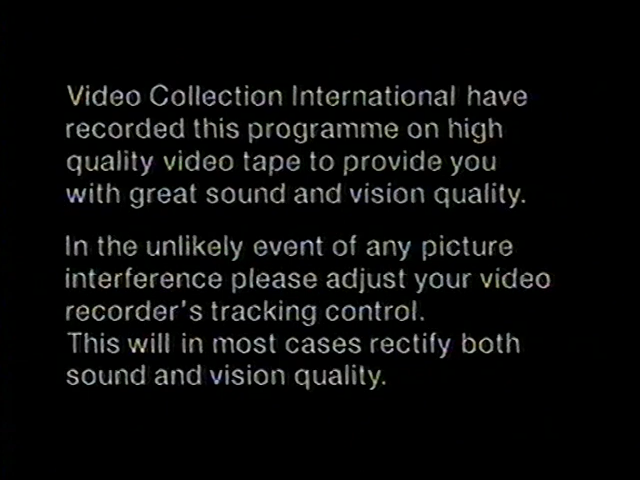 Video Collection International have
recorded this programme on high
quality video tape to provide you
with great sound and vision quality.
In the unlikely event of any picture
interference please adjust your video
recorder's tracking control.
This will in most cases rectify both
sound and vision quality.